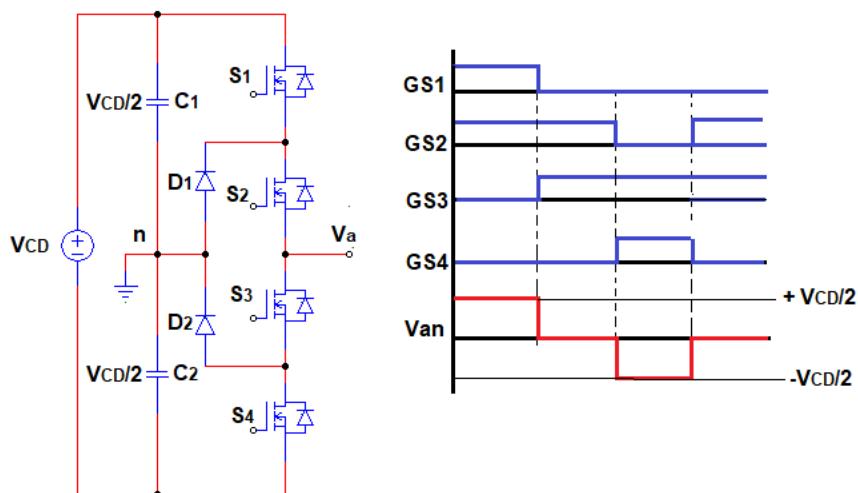 S1
VCD/2 C1
D1
S2
VCD
n
Va
S3
D2
VCD/2 C2
S4
GS1
GS2
GS3
GS4
+ VCD/2
Van
-VCD/2